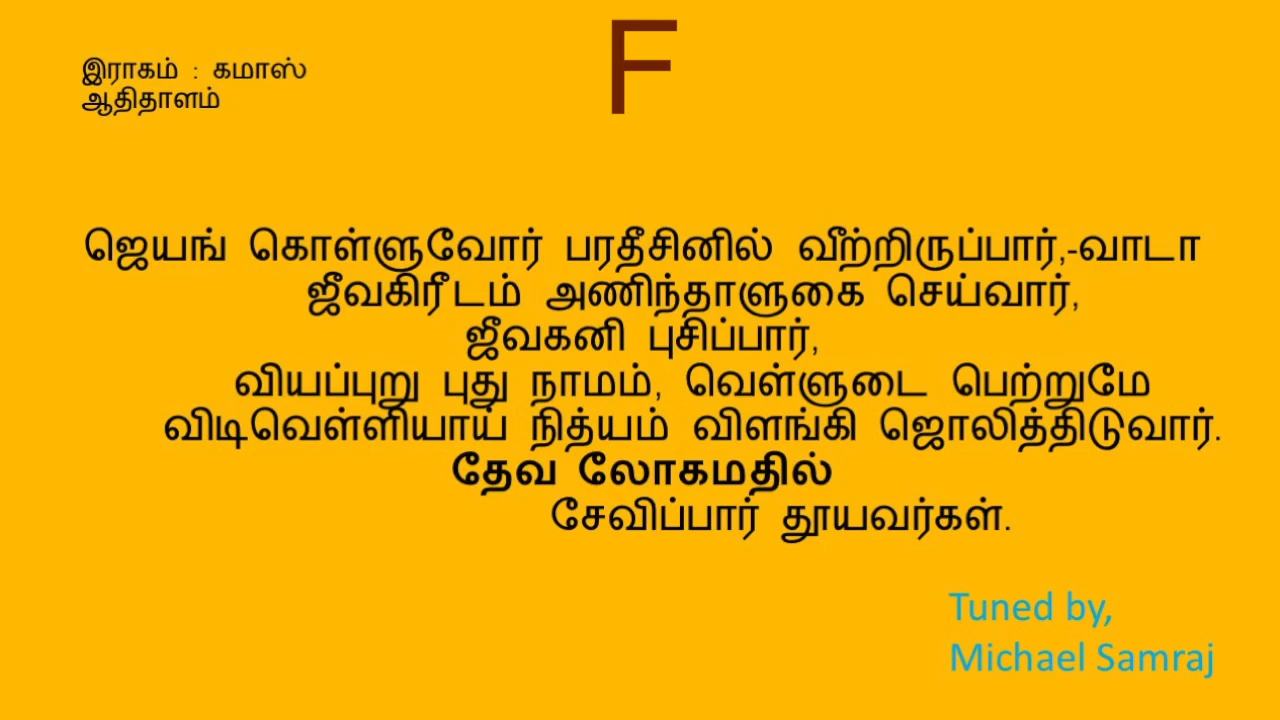 F
இராகம் : கமாஸ்
ஆதிதாளம்
ஜெயங் கொள்ளுவோர் பரதீசினில் வீற்றிருப்பார்,-வாடா
ஜீவகிரீடம் அணிந்தாளுகை செய்வார்,
ஜீவகனி புசிப்பார்,
வியப்புறு புது நாமம், வெள்ளுடை பெற்றுமே
விடிவெள்ளியாய் நித்யம் விளங்கி ஜொலித்திடுவார்.
தேவ லோகமதில்
சேவிப்பார் தூயவர்கள்.
Tuned by,
Michael Samraj